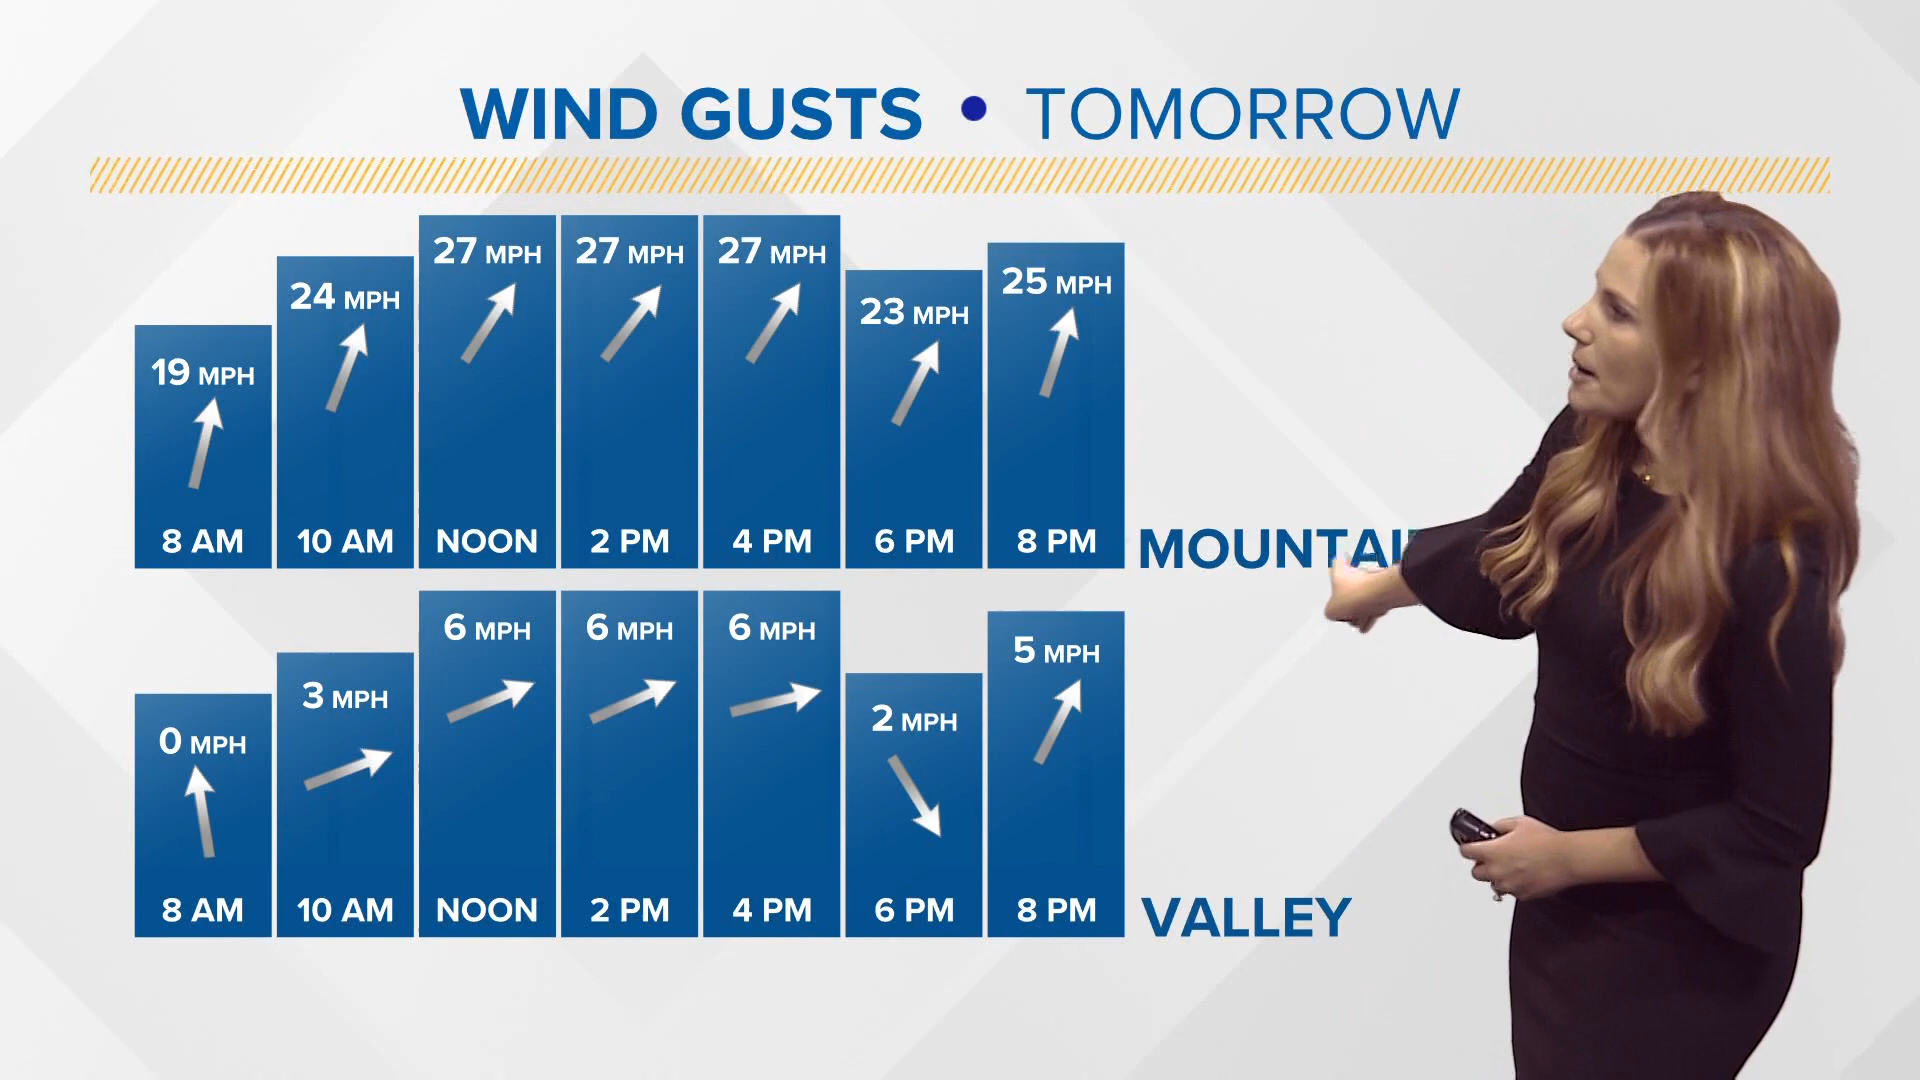 WIND GUSTS • TOMORROW
27 MPH 27 MPH 27 MPH
24 MPH 25 MPH
19 MPH 23 MPH
8 AM 10 AM NOON 2 PM 4 PM 6 PM 8 PM MOUNTAI
6 MPH 6 MPH 6 MPH
3 MPH 5 MPH
0 MPH 2 MPH
8 AM 10 AM NOON 2 PM 4 PM 6 PM 8 PM VALLEY